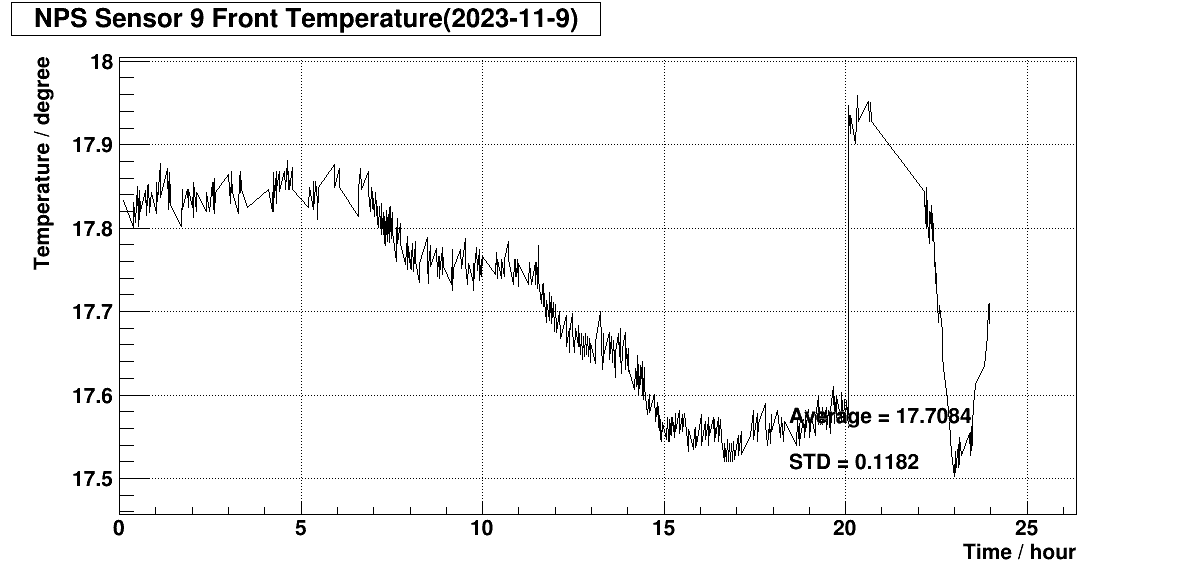 NPS Sensor 9 Front Temperature(2023-11-9)
Temperature / degree
18
17.9
17.8
17.7
17.6
17.5
Average = 17.7084
STD = 0.1182
0 5 10 15 20 25
Time / hour